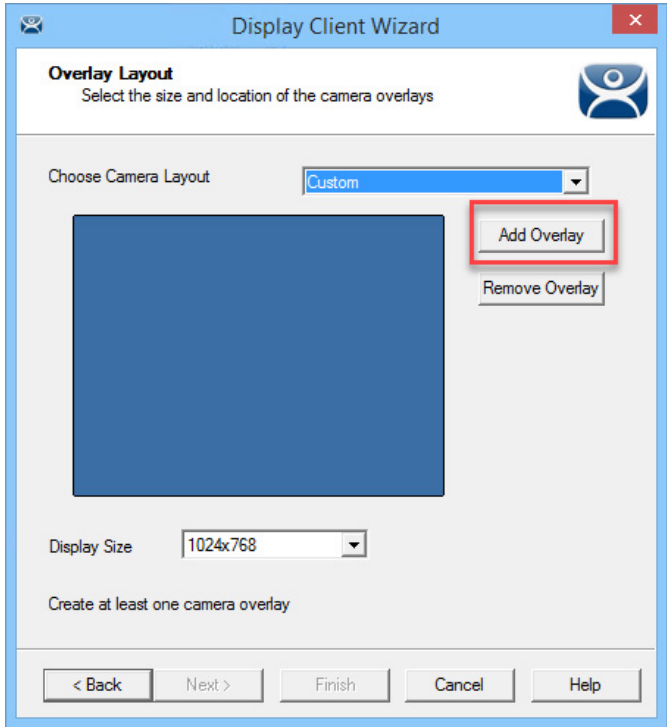 Display Client Wizard
Overlay Layout
Select the size and location of the camera overlays
Choose Camera Layout
Custom
Add Overlay
Remove Overlay
Display Size
1024x768
Create at least one camera overlay
< Back
Next >
Finish
Cancel
Help